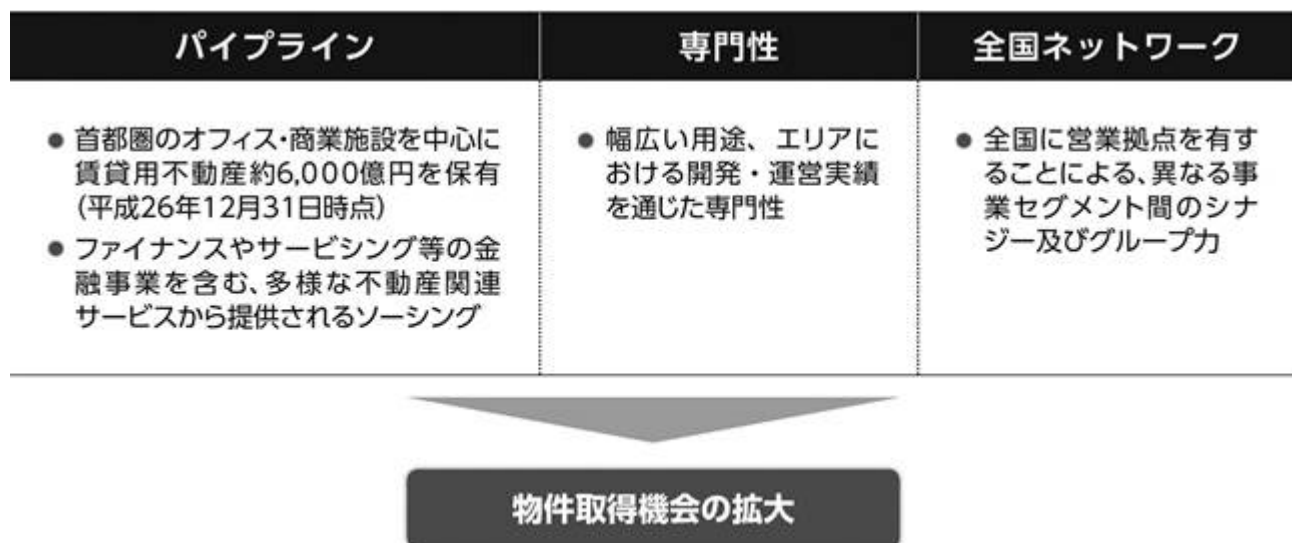 パイプライン
専門性
全国ネットワーク
● 首都圏のオフィス・商業施設を中心に
賃貸用不動産約6,000億円を保有
(平成26年12月31日時点)
● ファイナンスやサービシング等の金
融事業を含む、多様な不動産関連
サービスから提供されるソーシング
● 幅広い用途、エリアに
おける開発・運営実績
を通じた専門性
● 全国に営業拠点を有す
ることによる、異なる事
業セグメント間のシナ
ジー及びグループ力
物件取得機会の拡大